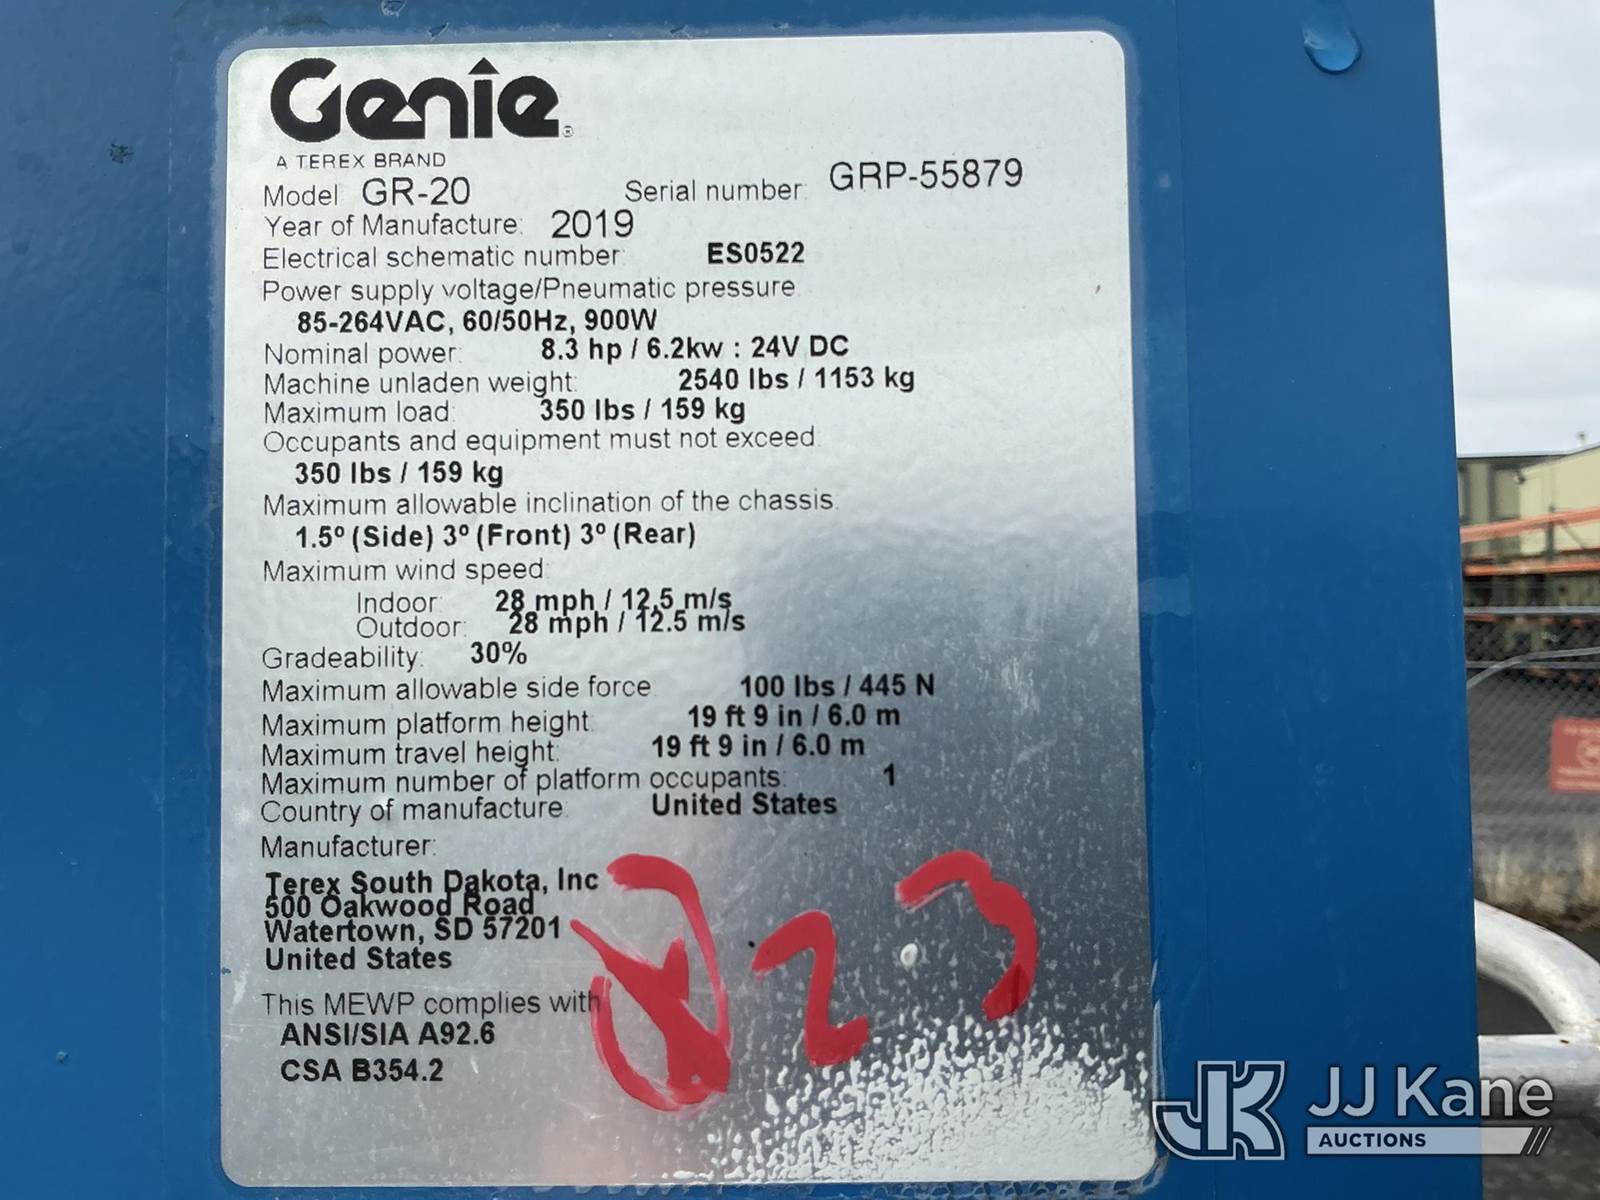 Genie®
A TEREX BRAND
Model GR-20 Serial number: GRP-55879
Year of Manufacture: 2019
Electrical schematic number: ES0522
Power supply voltage/Pneumatic pressure:
85-264VAC, 60/50Hz, 900W
Nominal power: 8.3 hp / 6.2kw : 24V DC
Machine unladen weight: 2540 lbs / 1153 kg
Maximum load: 350 lbs / 159 kg
Occupants and equipment must not exceed:
350 lbs / 159 kg
Maximum allowable inclination of the chassis:
1.5º (Side) 3º (Front) 3º (Rear)
Maximum wind speed:
Indoor: 28 mph / 12.5 m/s
Outdoor: 28 mph / 12.5 m/s
Gradeability: 30%
Maximum allowable side force: 100 lbs / 445 N
Maximum platform height: 19 ft 9 in / 6.0 m
Maximum travel height: 19 ft 9 in / 6.0 m
Maximum number of platform occupants: 1
Country of manufacture: United States
Manufacturer:
Terex South Dakota, Inc
500 Oakwood Road
Watertown, SD 57201
United States
This MEWP complies with
ANSI/SIA A92.6
CSA B354.2
23
JK JJ Kane
AUCTIONS